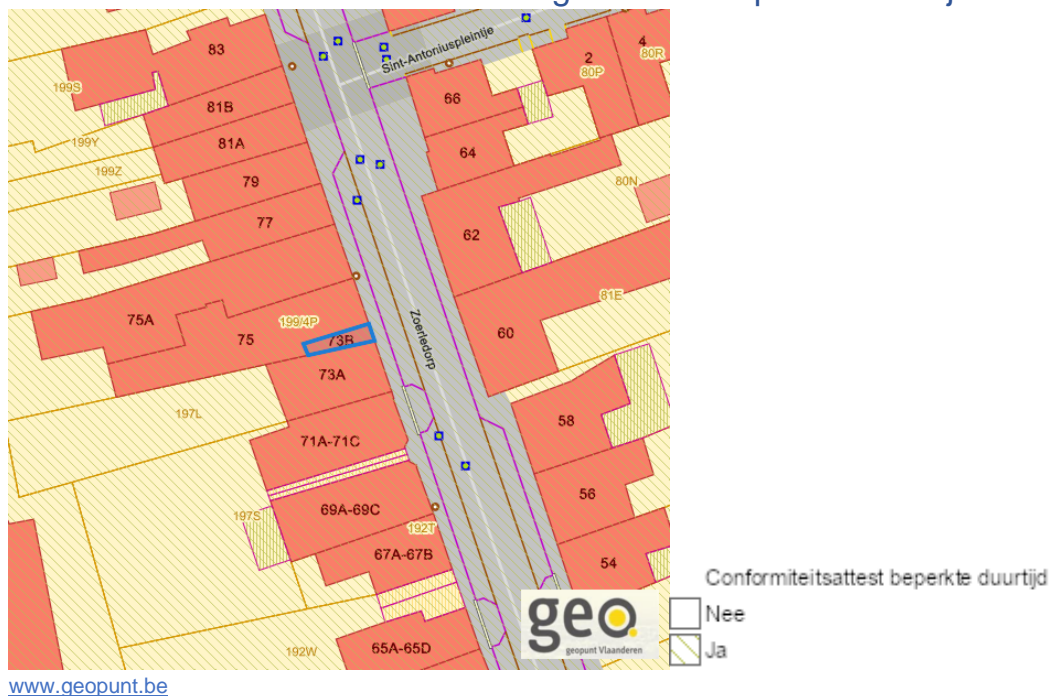 83
Sint-Antoniuspleintje
2
4
80R
80P
199S
81B
66
199Y
81A
64
199Z
79
80N
77
62
75A
199/4P
81E
75
73B
Zoerledorp
60
73A
197L
58
71A-71C
56
69A-69C
197S
192T
67A-67B
54
192W
65A-65D
geo
geopunt Vlaanderen
Conformiteitsattest beperkte duurtijd
Nee
Ja
www.geopunt.be